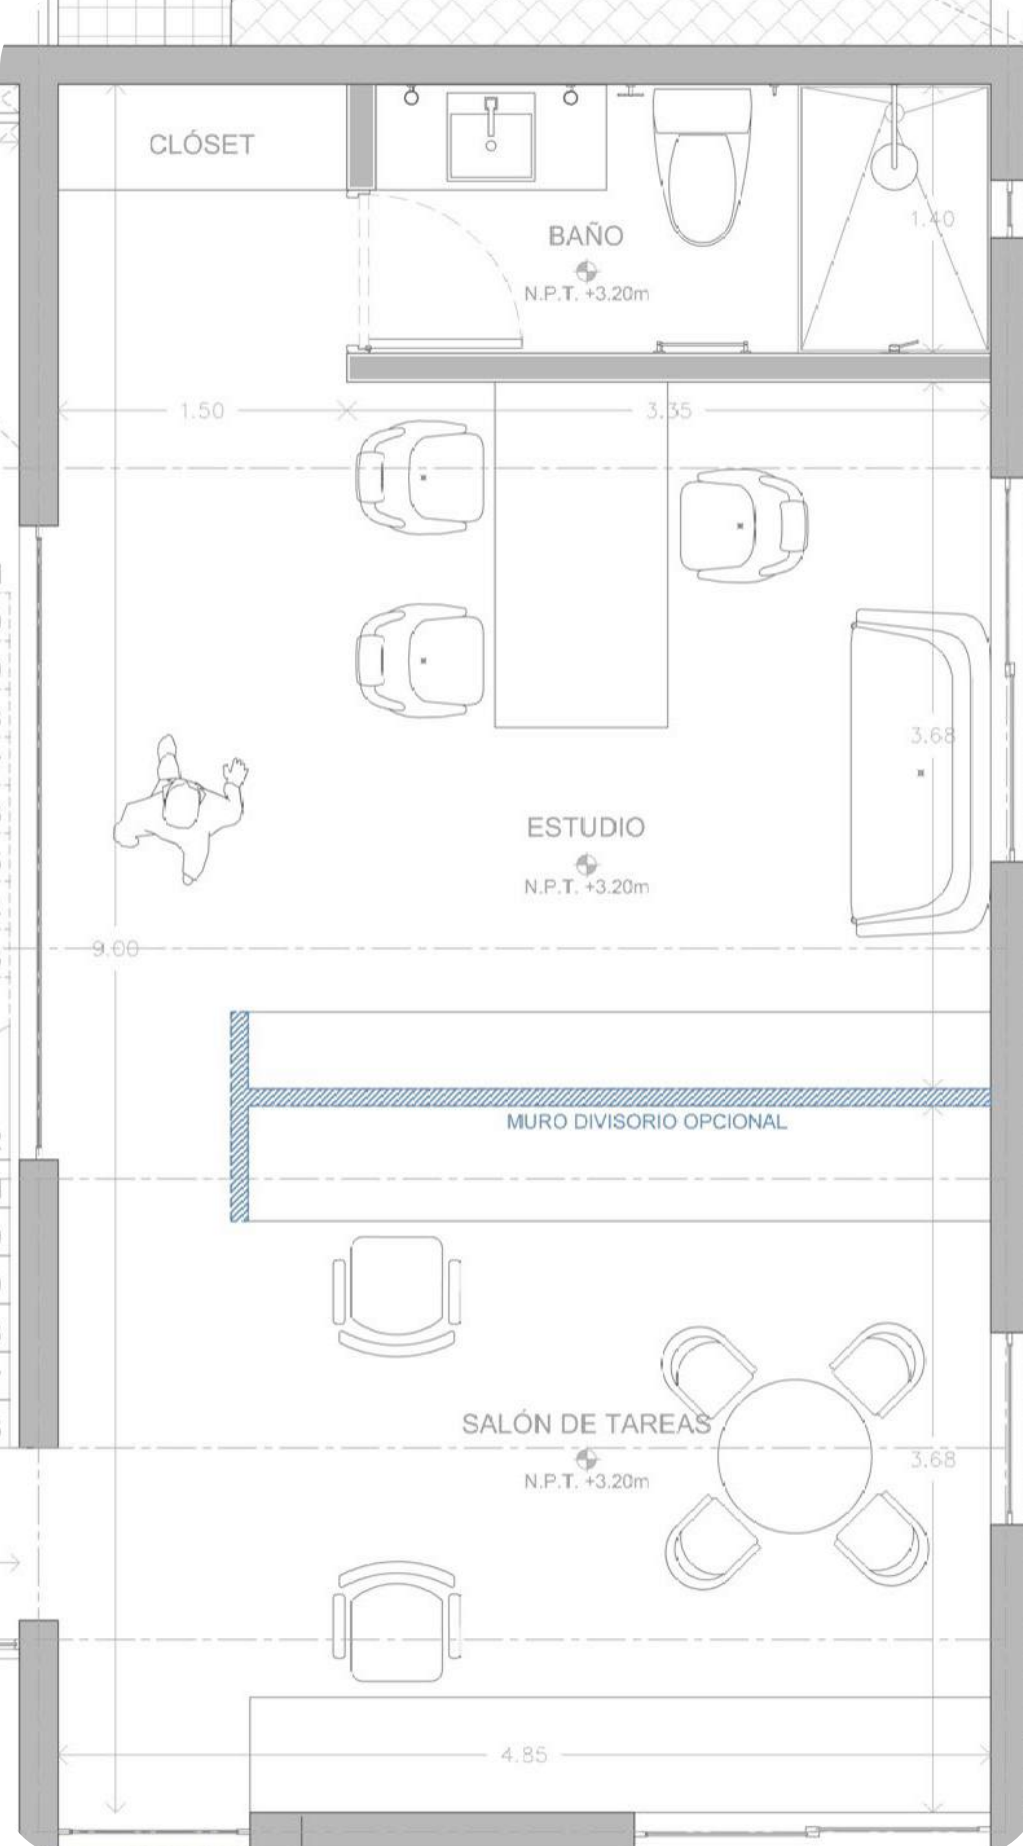 CLÓSET
BAÑO
N.P.T. +3.20m
1.40
1.50
3.35
3.68
ESTUDIO
N.P.T. +3.20m
9.00
MURO DIVISORIO OPCIONAL
SALÓN DE TAREAS
N.P.T. +3.20m
3.68
4.85